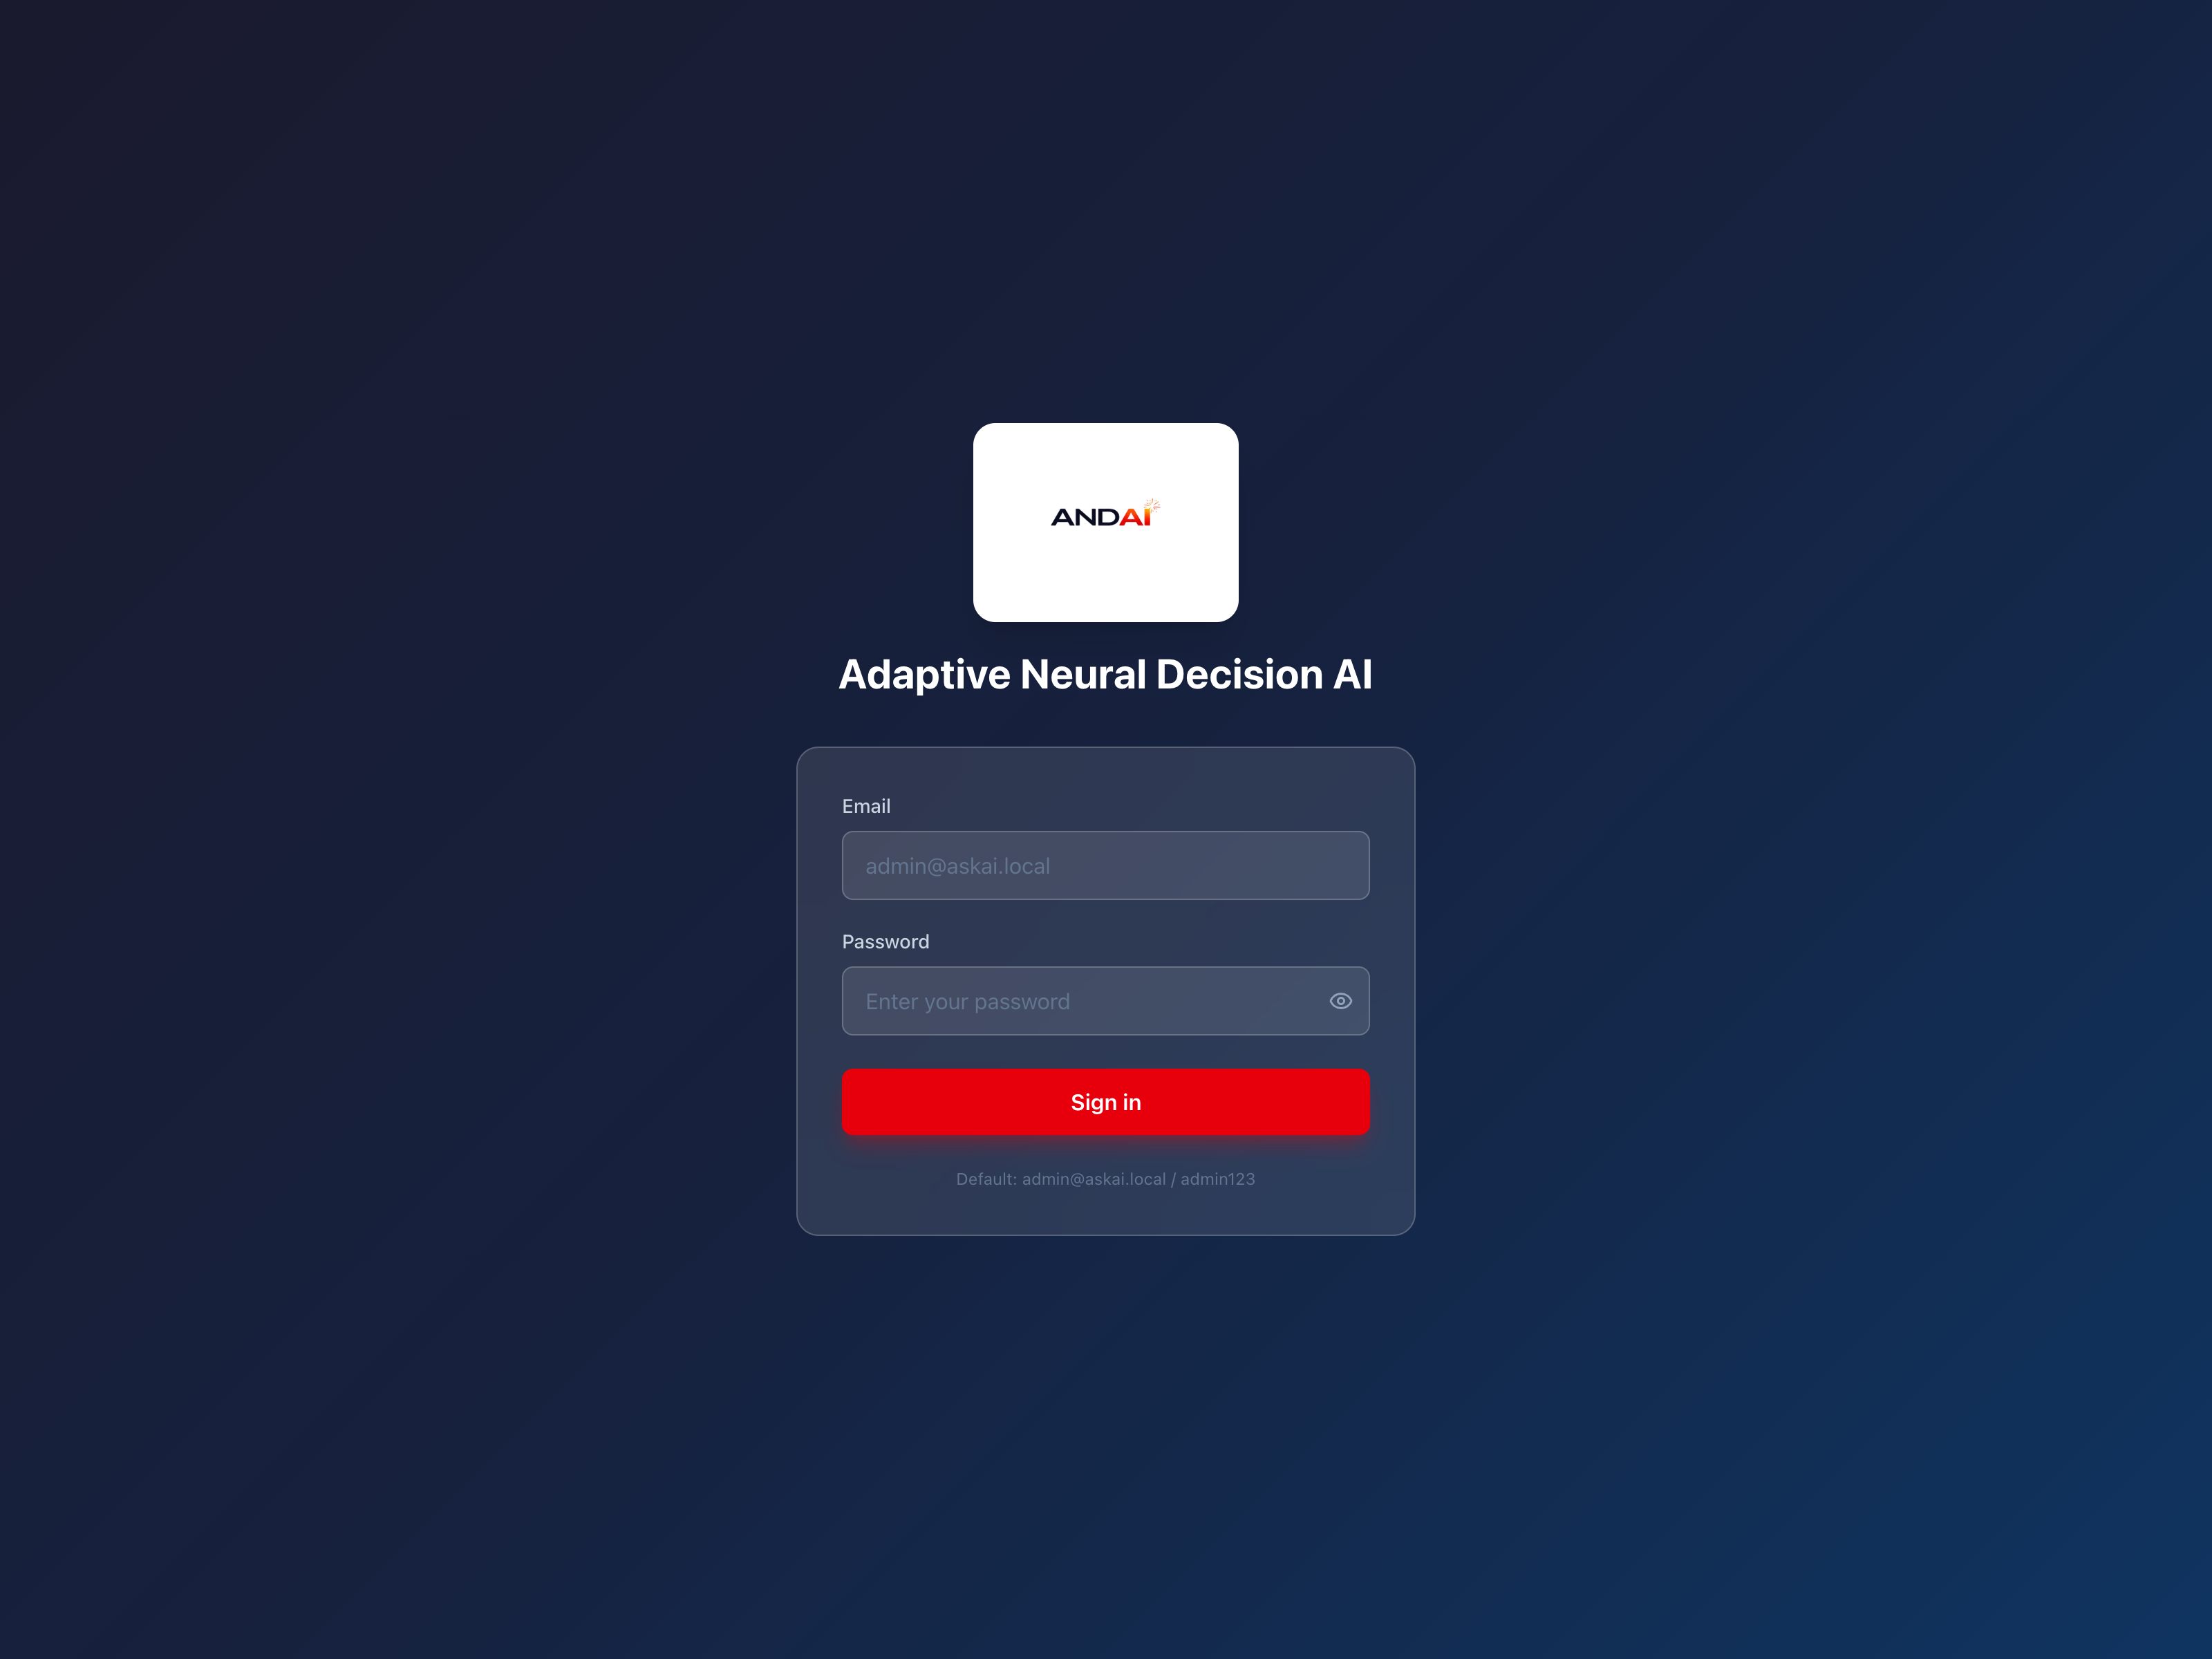 ANDAI
Adaptive Neural Decision AI
Email
admin@askai.local
Password
Enter your password
Sign in
Default: admin@askai.local / admin123